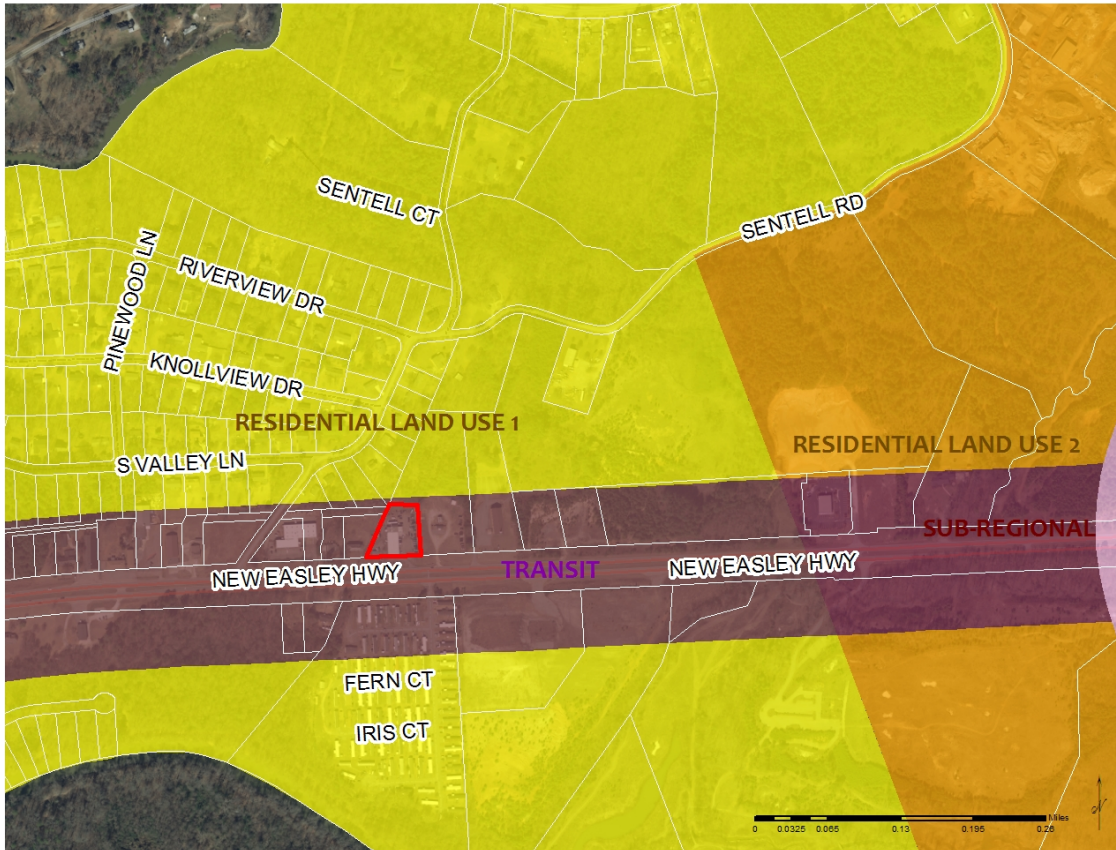 SENTELL CT
SENTELL RD
PINEWOOD LN
RIVERVIEW DR
KNOLLVIEW DR
RESIDENTIAL LAND USE 1
RESIDENTIAL LAND USE 2
S VALLEY LN
SUB-REGIONAL
NEW EASLEY HWY
TRANSIT
NEW EASLEY HWY
FERN CT
IRIS CT
Miles
0 0.0325 0.065 0.13 0.195 0.26